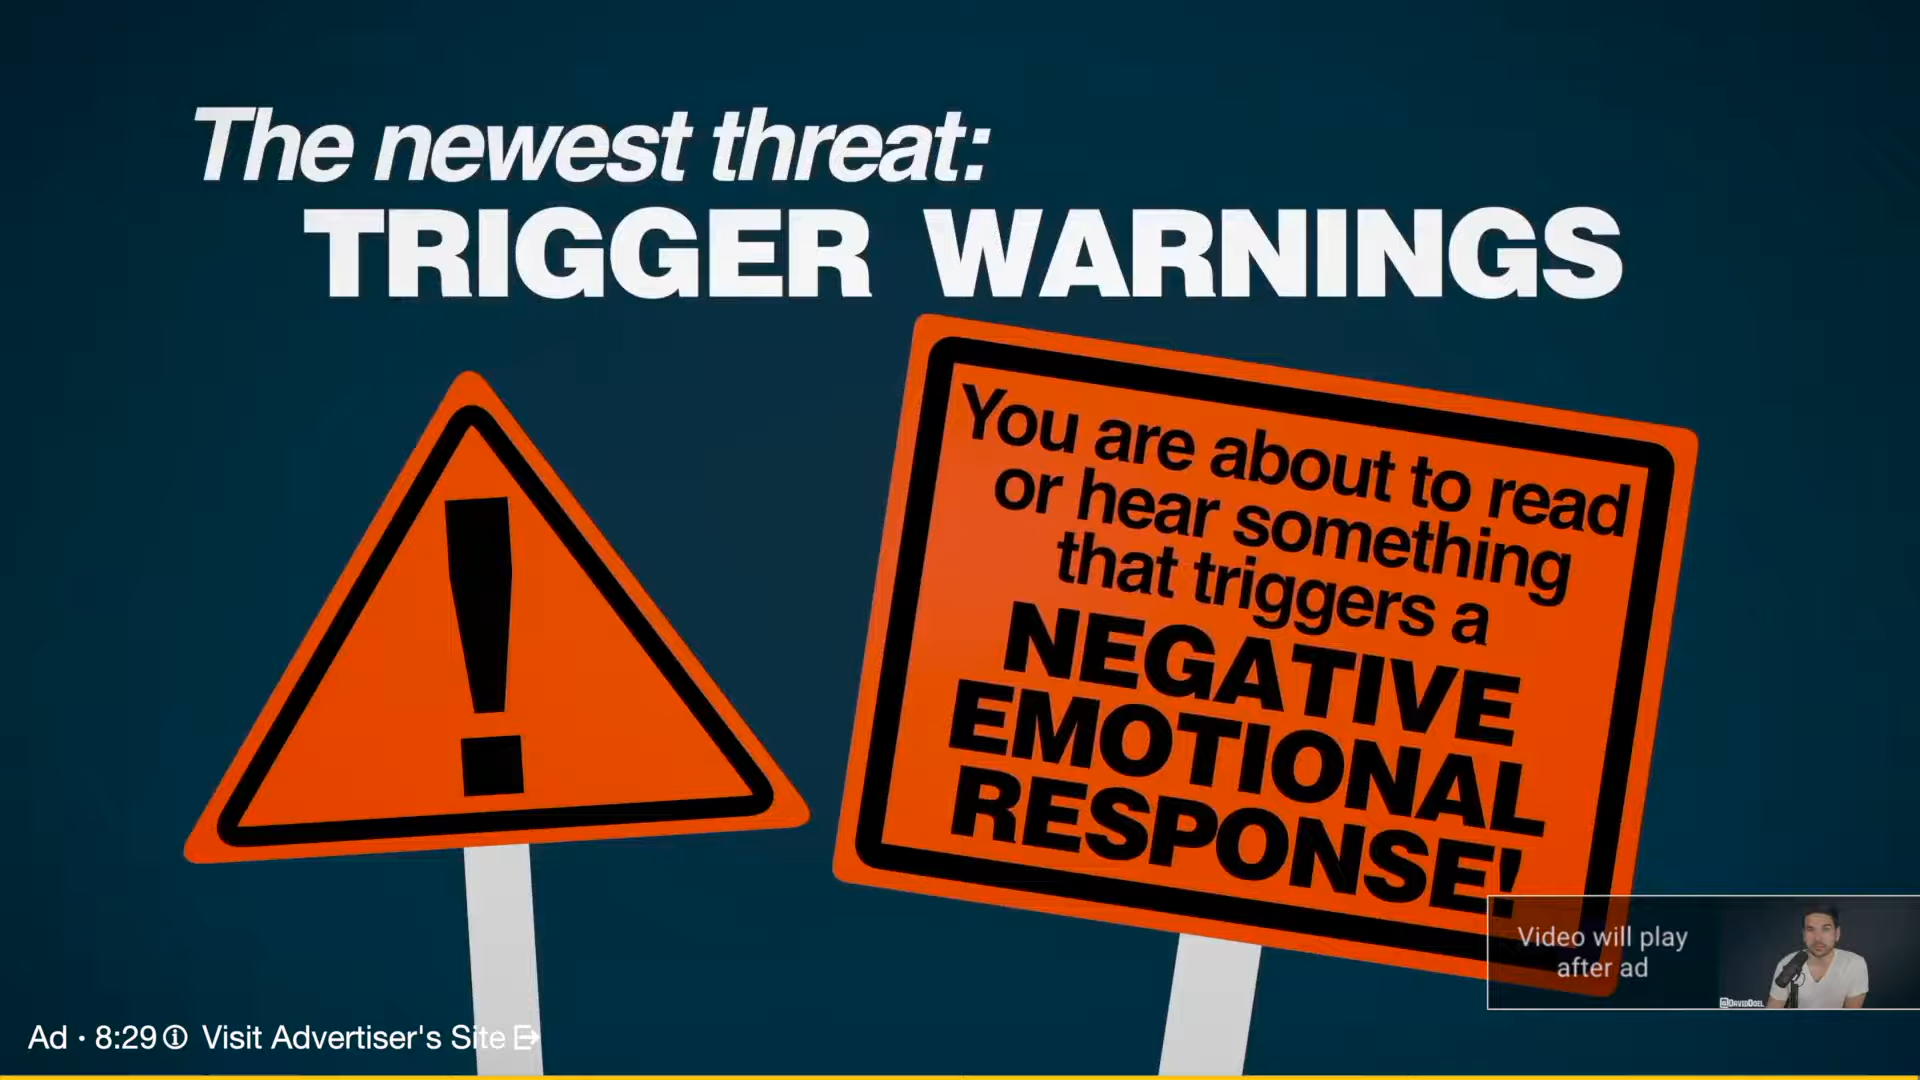 The newest threat:
TRIGGER WARNINGS
!
You are about to read
or hear something
that triggers a
NEGATIVE
EMOTIONAL
RESPONSE!
Video will play
after ad
@DAVIDDOEL
Ad · 8:29 Visit Advertiser's Site